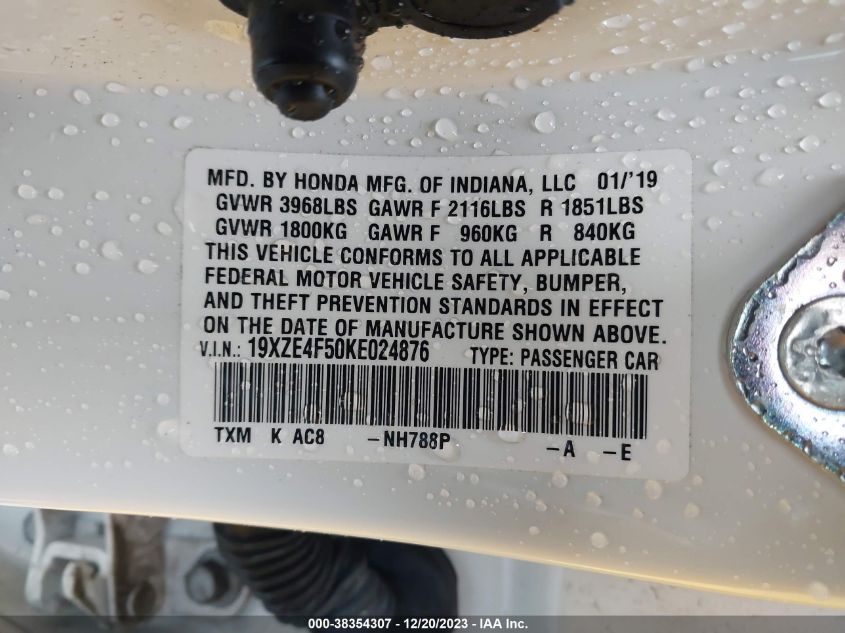 MFD. BY HONDA MFG. OF INDIANA, LLC 01/'19
GVWR 3968LBS GAWR F 2116LBS R 1851LBS
GVWR 1800KG GAWR F 960KG R 840KG
THIS VEHICLE CONFORMS TO ALL APPLICABLE
FEDERAL MOTOR VEHICLE SAFETY, BUMPER,
AND THEFT PREVENTION STANDARDS IN EFFECT
ON THE DATE OF MANUFACTURE SHOWN ABOVE.
V.I.N.: 19XZE4F50KE024876 TYPE: PASSENGER CAR
TXM K AC8 -NH788P -A -E
000-38354307 - 12/20/2023 - IAA Inc.